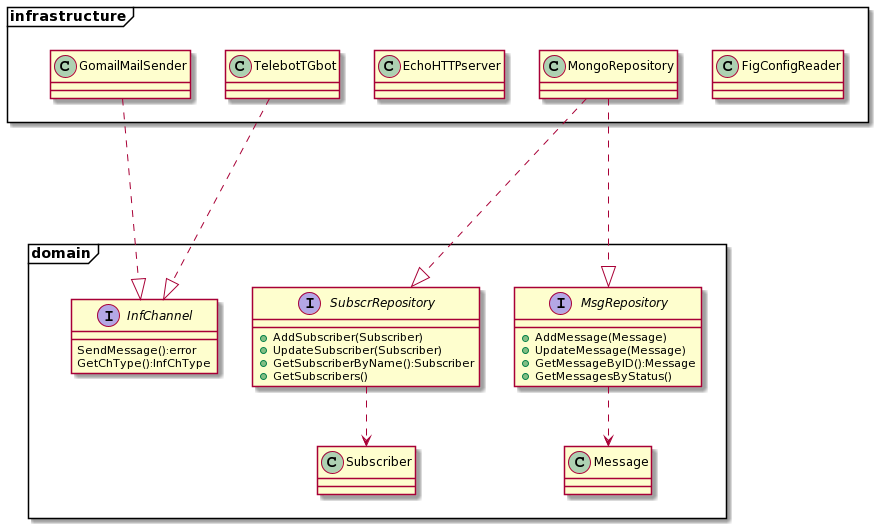 infrastructure
C GomailMailSender
C TelebotTGbot
C EchoHTTPserver
C MongoRepository
C FigConfigReader
domain
I InfChannel
SendMessage():error
GetChType():InfChType
I SubscrRepository
AddSubscriber(Subscriber)
UpdateSubscriber(Subscriber)
GetSubscriberByName():Subscriber
GetSubscribers()
I MsgRepository
AddMessage(Message)
UpdateMessage(Message)
GetMessageByID():Message
GetMessagesByStatus()
C Subscriber
C Message